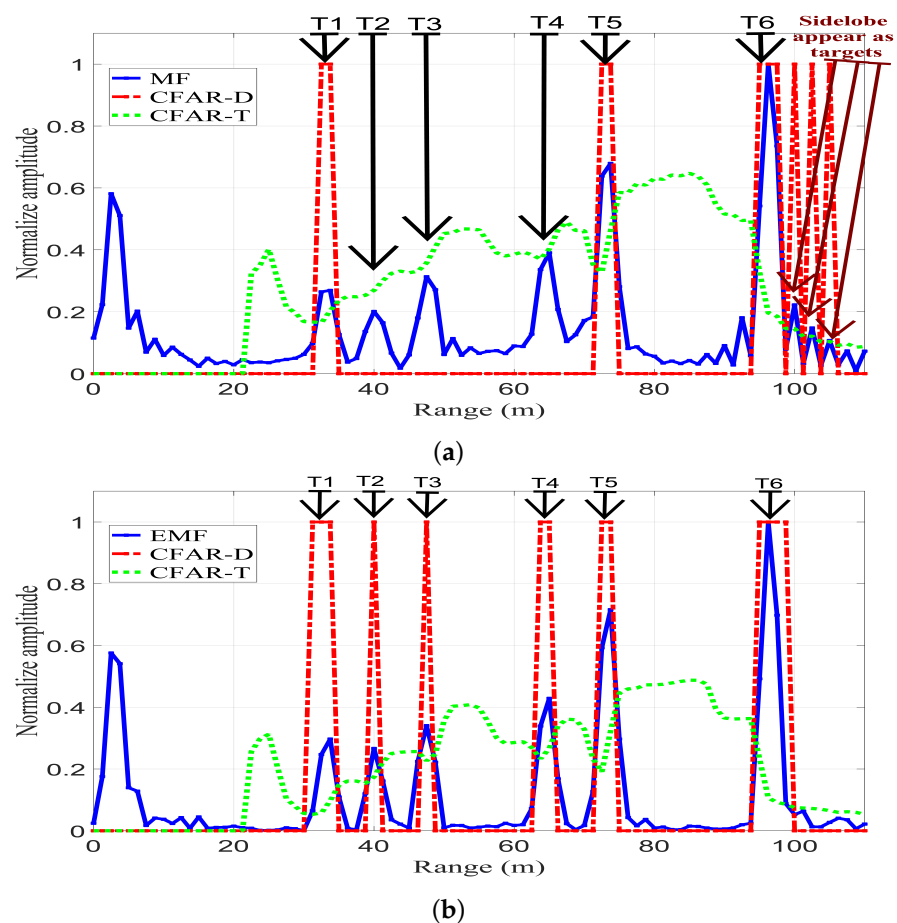 T1 T2 T3 T4 T5 T6
Sidelobe
appear as
targets
1
MF
CFAR-D
CFAR-T
0.8
0.6
0.4
0.2
0
Normalize amplitude
0 20 40 60 80 100
Range (m)
(a)
T1 T2 T3 T4 T5 T6
1
EMF
CFAR-D
CFAR-T
0.8
0.6
0.4
0.2
0
Normalize amplitude
0 20 40 60 80 100
Range (m)
(b)